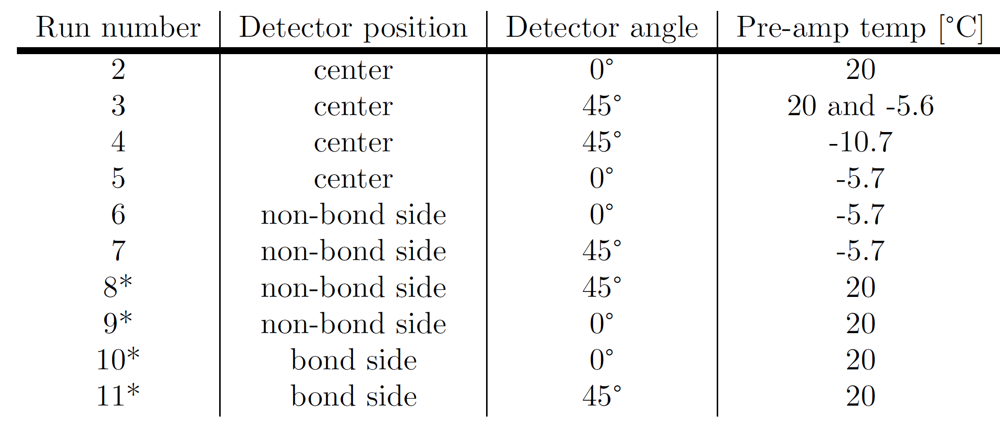 Run number Detector position Detector angle Pre-amp temp [°C]
2 center 0° 20
3 center 45° 20 and -5.6
4 center 45° -10.7
5 center 0° -5.7
6 non-bond side 0° -5.7
7 non-bond side 45° -5.7
8* non-bond side 45° 20
9* non-bond side 0° 20
10* bond side 0° 20
11* bond side 45° 20